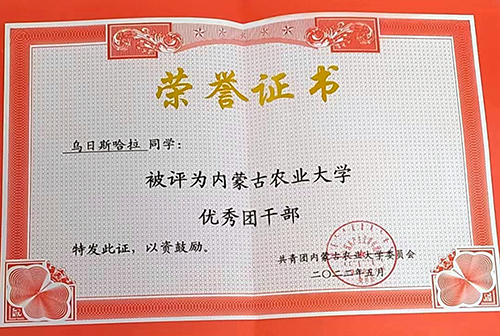 荣誉证书
乌日斯哈拉 同学:
被评为内蒙古农业大学
优秀团干部
特发此证,以资鼓励。
共青团内蒙古农业大学委员会
二〇二二年五月